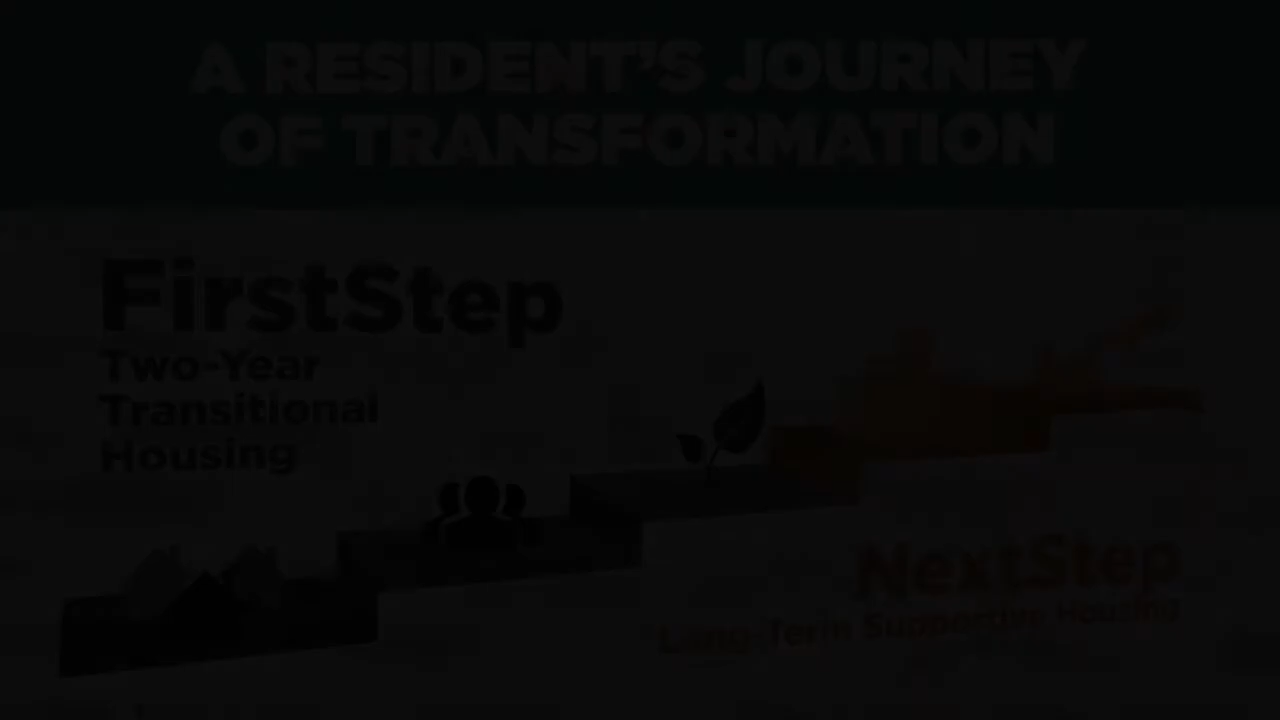 A RESIDENT'S JOURNEY
OF TRANSFORMATION
FirstStep
Two-Year
Transitional
Housing
NextStep
Long-Term Supportive Housing